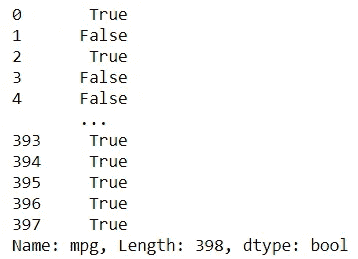 0 True
1 False
2 True
3 False
4 False
...
393 True
394 True
395 True
396 True
397 True
Name: mpg, Length: 398, dtype: bool